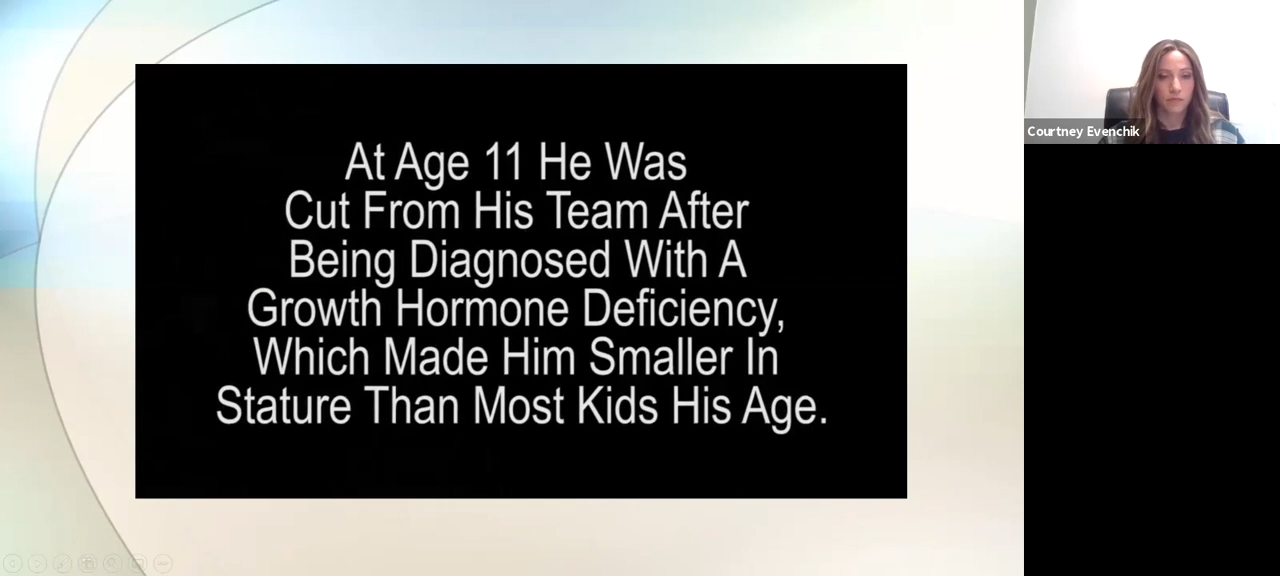 At Age 11 He Was
Cut From His Team After
Being Diagnosed With A
Growth Hormone Deficiency,
Which Made Him Smaller In
Stature Than Most Kids His Age.
Courtney Evenchik